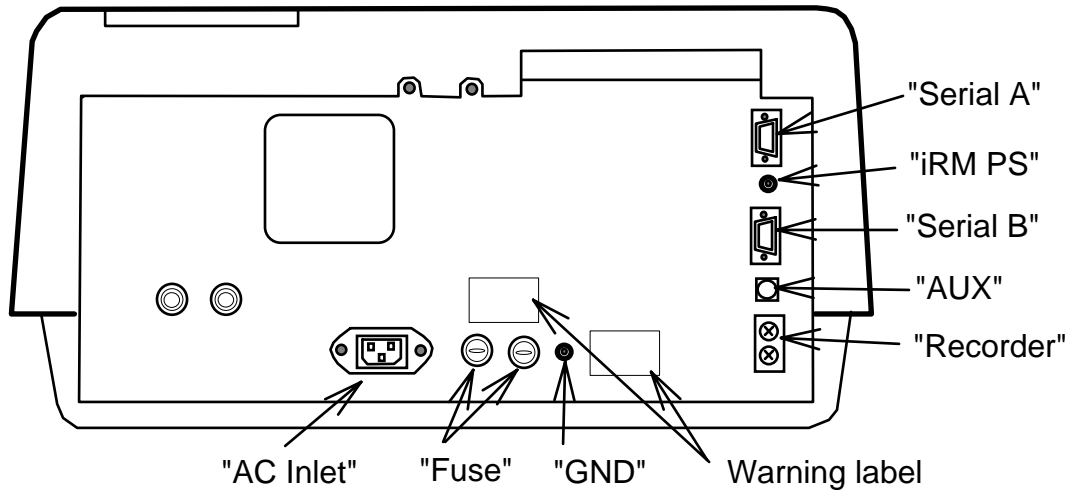 "Serial A"
"iRM PS"
"Serial B"
"AUX"
"Recorder"
"AC Inlet"
"Fuse"
"GND"
Warning label